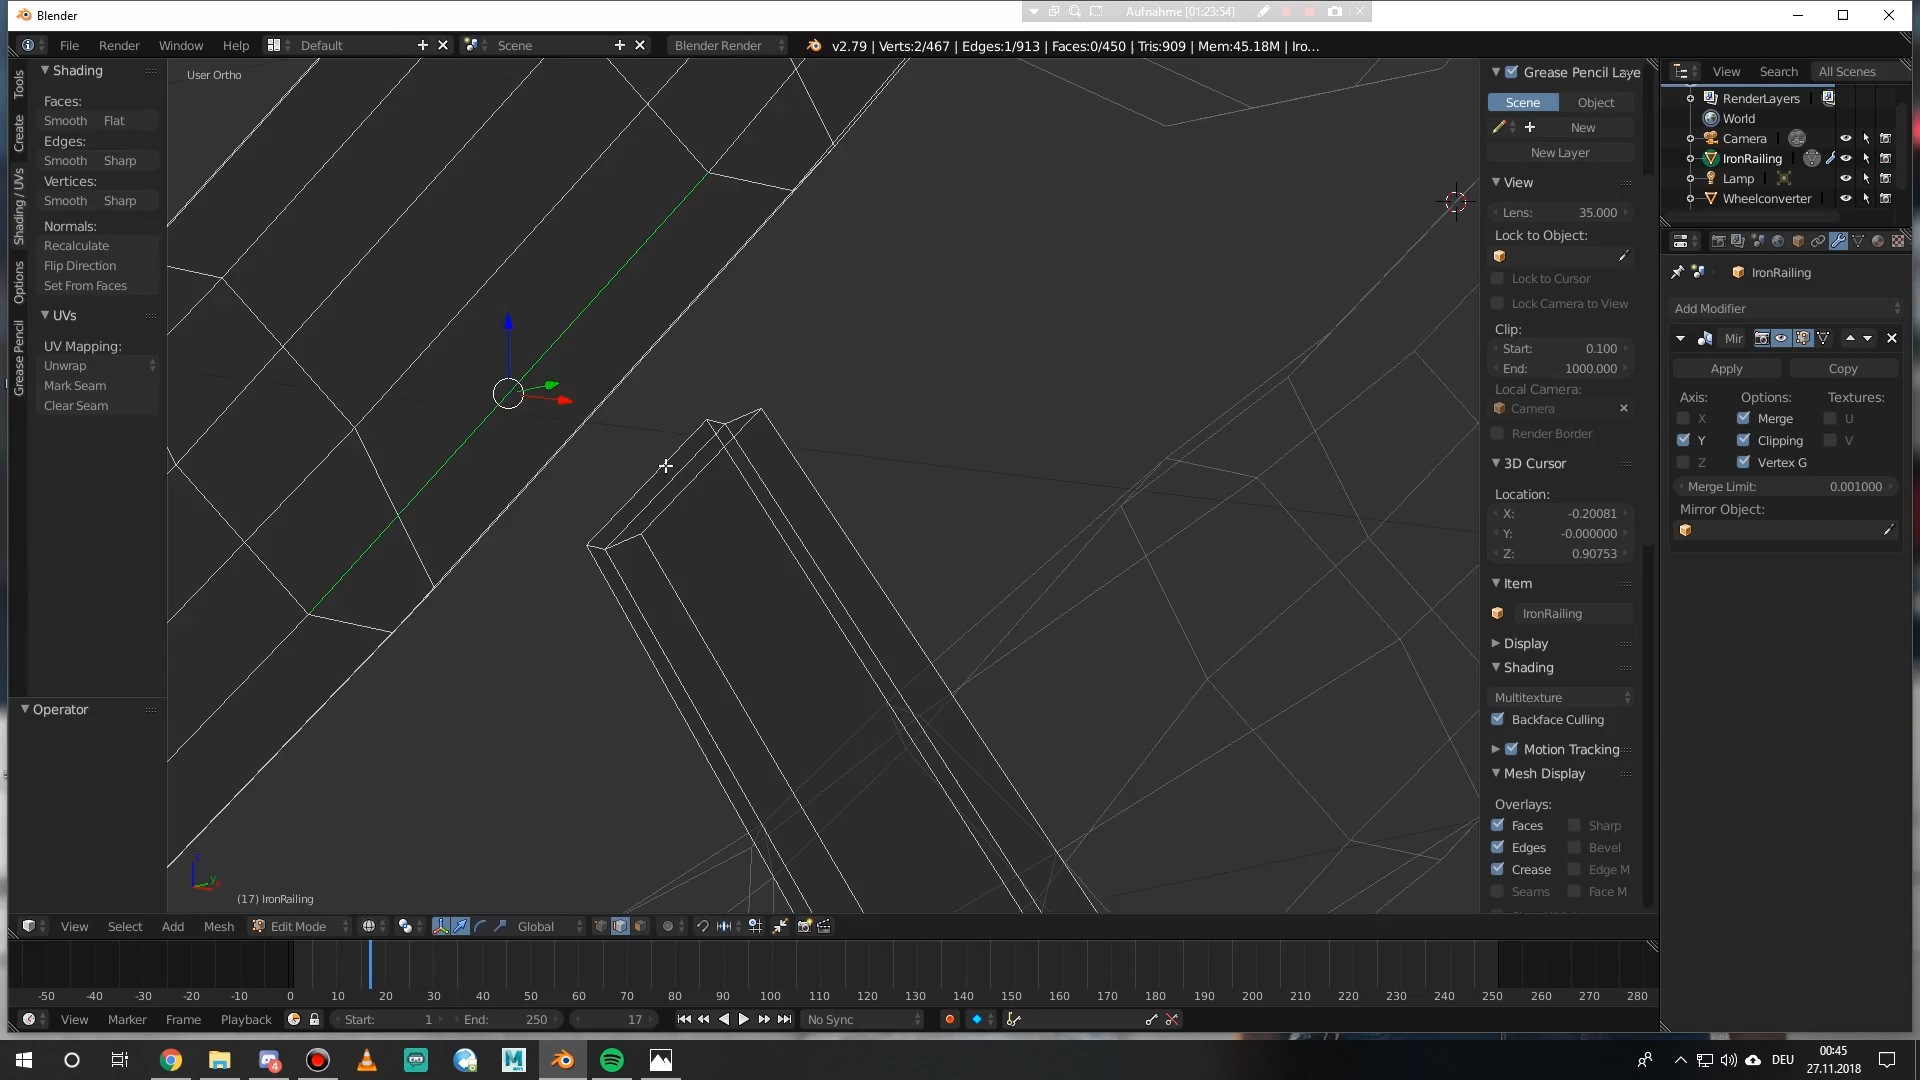 Blender
Aufnahme [01:23:54]
File Render Window Help Default Scene Blender Render v2.79 | Verts:2/467 | Edges:1/913 | Faces:0/450 | Tris:909 | Mem:45.18M | Iro...
Tools
Create
Shading / UVs
Options
Grease Pencil
Shading
Faces:
Smooth Flat
Edges:
Smooth Sharp
Vertices:
Smooth Sharp
Normals:
Recalculate
Flip Direction
Set From Faces
UVs
UV Mapping:
Unwrap
Mark Seam
Clear Seam
Operator
User Ortho
(17) IronRailing
Grease Pencil Laye
Scene Object
New
New Layer
View
Lens: 35.000
Lock to Object:
Lock to Cursor
Lock Camera to View
Clip:
Start: 0.100
End: 1000.000
Local Camera:
Camera
Render Border
3D Cursor
Location:
X: -0.20081
Y: -0.000000
Z: 0.90753
Item
IronRailing
Display
Shading
Multitexture
Backface Culling
Motion Tracking
Mesh Display
Overlays:
Faces Sharp
Edges Bevel
Crease Edge M
Seams Face M
View Search All Scenes
RenderLayers
World
Camera
IronRailing
Lamp
Wheelconverter
IronRailing
Add Modifier
Mir
Apply Copy
Axis: Options: Textures:
X Merge U
Y Clipping V
Z Vertex G
Merge Limit: 0.001000
Mirror Object:
View Select Add Mesh Edit Mode Global
-50 -40 -30 -20 -10 0 10 20 30 40 50 60 70 80 90 100 110 120 130 140 150 160 170 180 190 200 210 220 230 240 250 260 270 280
View Marker Frame Playback Start: 1 End: 250 17 No Sync
4
DEU
00:45
27.11.2018